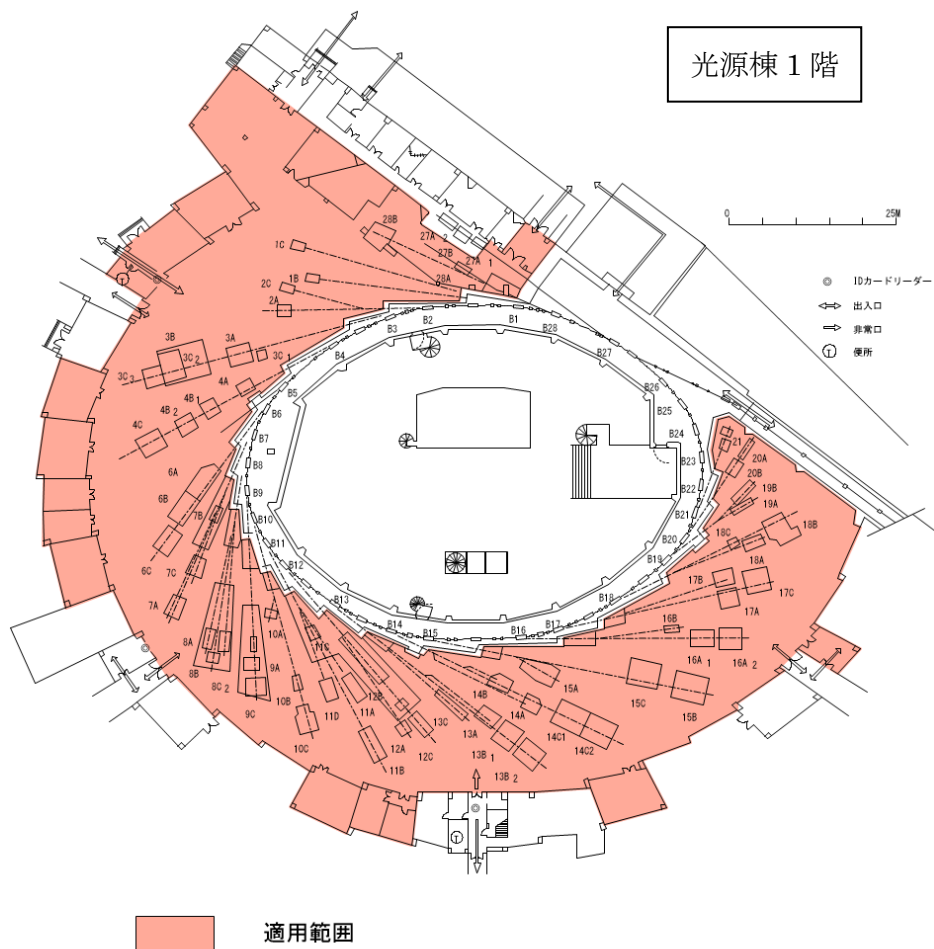 光源棟1階
0 25M
IDカードリーダー
出入口
非常口
T 便所
28B
27A 2
27B
27A 1
28A
1C
1B
2C
2A
B2
B1
B28
B3
B27
B4
B26
B5
B25
B6
B24
B7
B23
B8
B22
B9
B21
B10
B20
B11
B19
B12
B18
B13
B17
B14
B16
B15
3B
3A
3C 2
3C 1
3C 3
4A
4B 1
4B 2
4C
6A
6B
6C
7B
7C
7A
8A
8B
8C 2
9A
9C
10A
10B
10C
11C
11D
11A
11B
12B
12A
12C
13C
13A
13B 1
13B 2
14B
14A
14C1
14C2
15A
15C
15B
16B
16A 1
16A 2
17B
17A
17C
18C
18A
18B
19A
19B
20B
20A
21
T
T
適用範囲